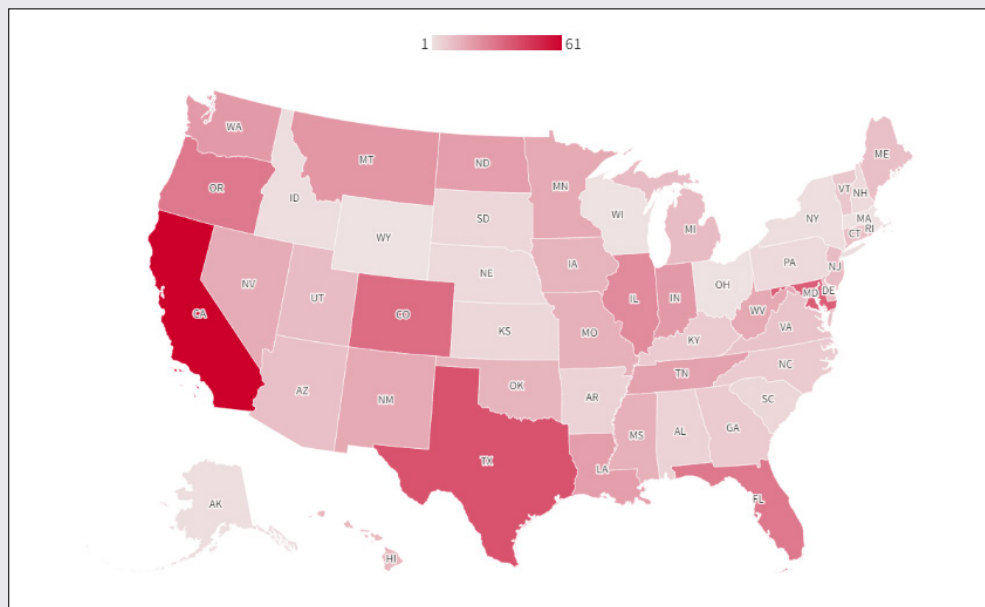 1 61
WA
MT
ND
MN
ME
OR
ID
SD
WI
VT
NH
NY
MA
MI
CT
RI
WY
IA
PA
NJ
NE
NV
UT
CO
IL
IN
OH
MD
DE
CA
KS
MO
WV
KY
VA
AZ
NM
OK
TN
NC
AR
SC
MS
AL
GA
TX
LA
FL
AK
HI